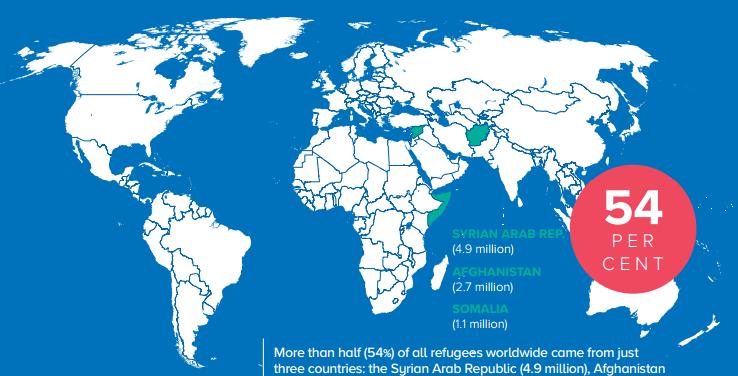 54
PER
CENT
SYRIAN ARAB REP.
(4.9 million)
AFGHANISTAN
(2.7 million)
SOMALIA
(1.1 million)
More than half (54%) of all refugees worldwide came from just
three countries: the Syrian Arab Republic (4.9 million), Afghanistan